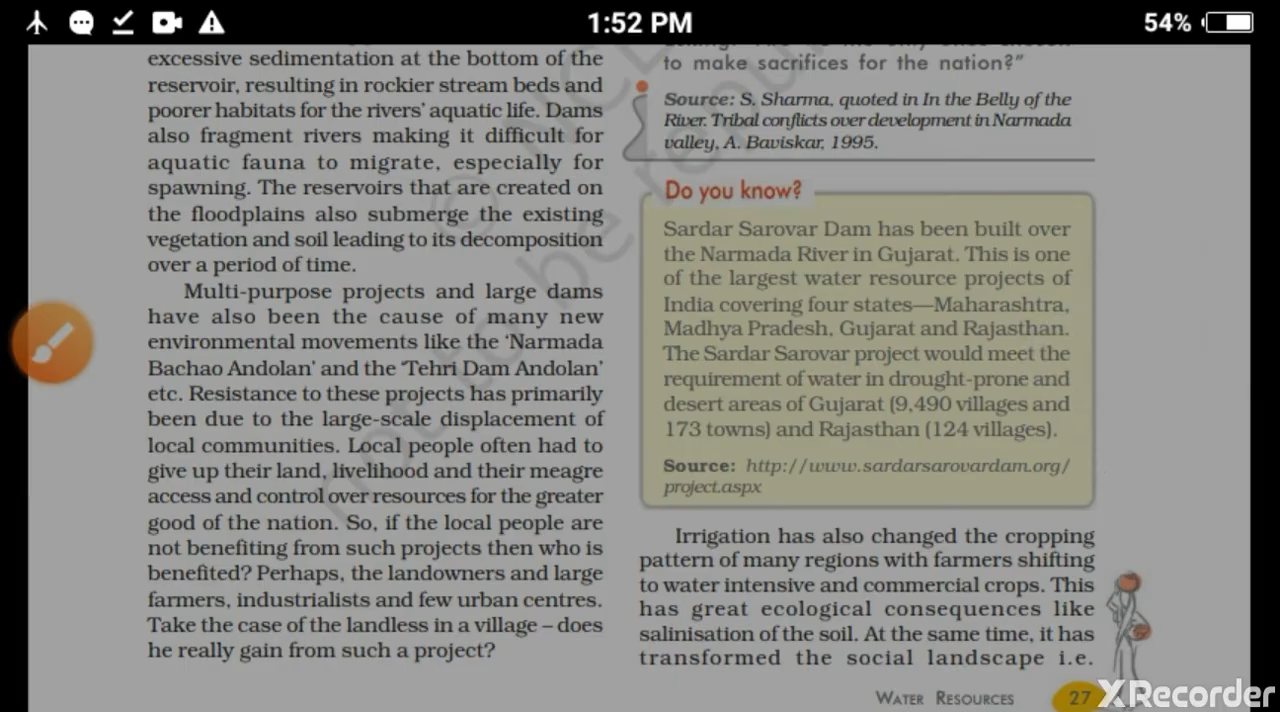 1:52 PM
54%
excessive sedimentation at the bottom of the
reservoir, resulting in rockier stream beds and
poorer habitats for the rivers' aquatic life. Dams
also fragment rivers making it difficult for
aquatic fauna to migrate, especially for
spawning. The reservoirs that are created on
the floodplains also submerge the existing
vegetation and soil leading to its decomposition
over a period of time.
Multi-purpose projects and large dams
have also been the cause of many new
environmental movements like the 'Narmada
Bachao Andolan' and the 'Tehri Dam Andolan'
etc. Resistance to these projects has primarily
been due to the large-scale displacement of
local communities. Local people often had to
give up their land, livelihood and their meagre
access and control over resources for the greater
good of the nation. So, if the local people are
not benefiting from such projects then who is
benefited? Perhaps, the landowners and large
farmers, industrialists and few urban centres.
Take the case of the landless in a village – does
he really gain from such a project?
to make sacrifices for the nation?"
Source: S. Sharma, quoted in In the Belly of the
River. Tribal conflicts over development in Narmada
valley, A. Baviskar, 1995.
Do you know?
Sardar Sarovar Dam has been built over
the Narmada River in Gujarat. This is one
of the largest water resource projects of
India covering four states—Maharashtra,
Madhya Pradesh, Gujarat and Rajasthan.
The Sardar Sarovar project would meet the
requirement of water in drought-prone and
desert areas of Gujarat (9,490 villages and
173 towns) and Rajasthan (124 villages).
Source: http://www.sardarsarovardam.org/
project.aspx
Irrigation has also changed the cropping
pattern of many regions with farmers shifting
to water intensive and commercial crops. This
has great ecological consequences like
salinisation of the soil. At the same time, it has
transformed the social landscape i.e.
WATER RESOURCES 27
XRecorder
not to be repu